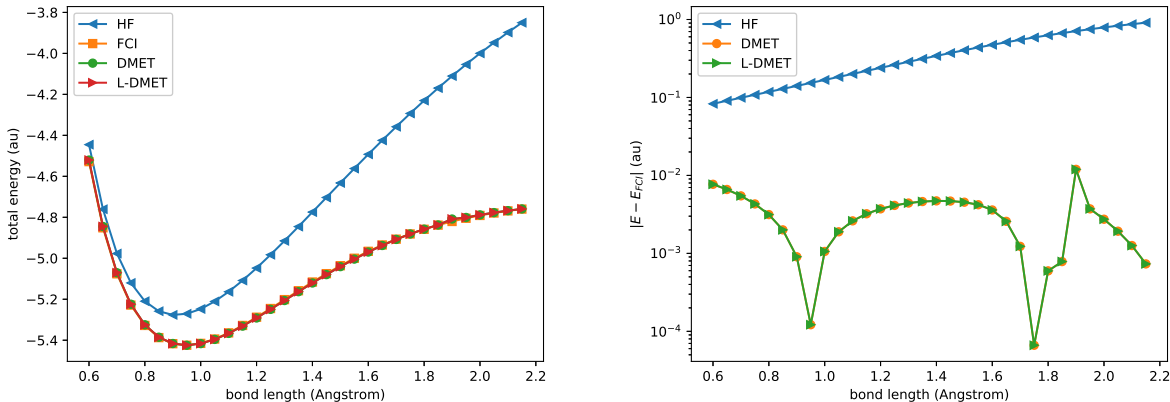 −3.8
−4.0
−4.2
−4.4
−4.6
−4.8
−5.0
−5.2
−5.4
total energy (au)
HF
FCI
DMET
L-DMET
0.6 0.8 1.0 1.2 1.4 1.6 1.8 2.0 2.2
bond length (Angstrom)
10⁰
10⁻¹
10⁻²
10⁻³
10⁻⁴
|E − E_FCI| (au)
HF
DMET
L-DMET
0.6 0.8 1.0 1.2 1.4 1.6 1.8 2.0 2.2
bond length (Angstrom)